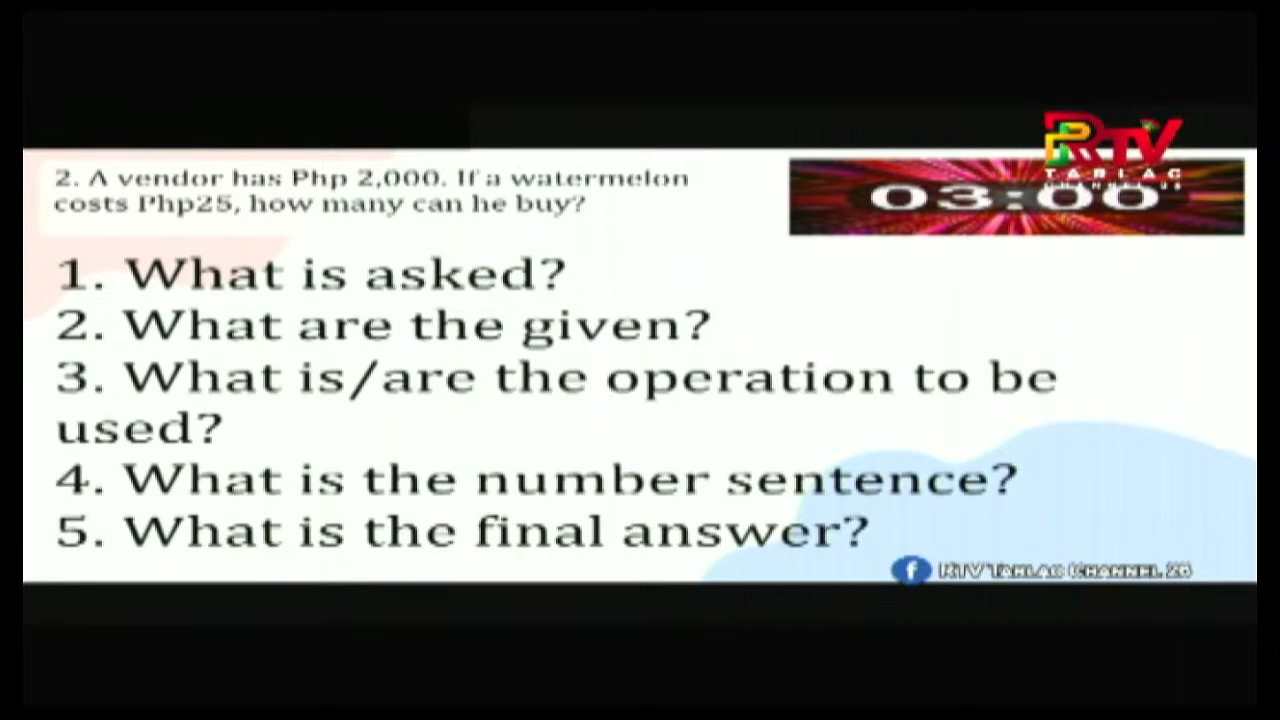 2. A vendor has Php 2,000. If a watermelon
costs Php25, how many can he buy?
RTV
TARLAC
03:00
1. What is asked?
2. What are the given?
3. What is/are the operation to be
used?
4. What is the number sentence?
5. What is the final answer?
f RTV TARLAC CHANNEL 26